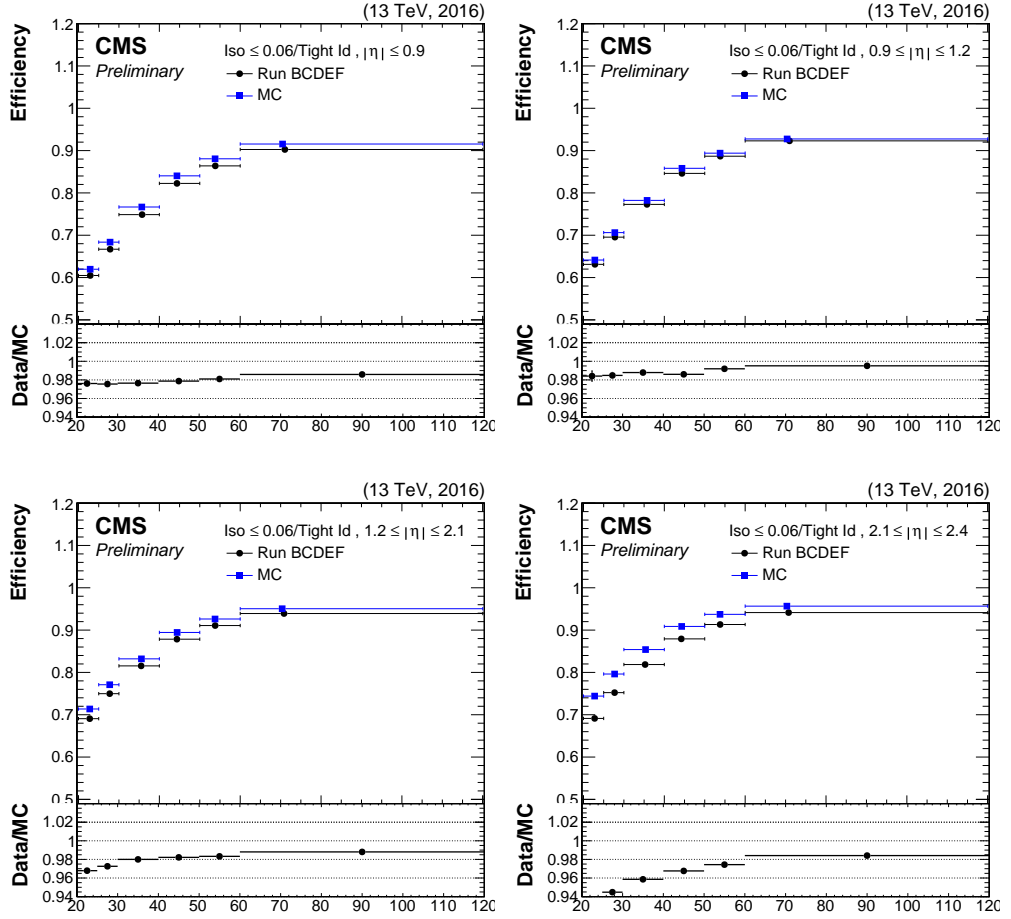 (13 TeV, 2016)
CMS
Preliminary
Iso ≤ 0.06/Tight Id , |η| ≤ 0.9
Run BCDEF
MC
Efficiency
1.2
1.1
1
0.9
0.8
0.7
0.6
0.5
Data/MC
1.02
1
0.98
0.96
0.94
20 30 40 50 60 70 80 90 100 110 120
(13 TeV, 2016)
CMS
Preliminary
Iso ≤ 0.06/Tight Id , 0.9 ≤ |η| ≤ 1.2
Run BCDEF
MC
Efficiency
1.2
1.1
1
0.9
0.8
0.7
0.6
0.5
Data/MC
1.02
1
0.98
0.96
0.94
20 30 40 50 60 70 80 90 100 110 120
(13 TeV, 2016)
CMS
Preliminary
Iso ≤ 0.06/Tight Id , 1.2 ≤ |η| ≤ 2.1
Run BCDEF
MC
Efficiency
1.2
1.1
1
0.9
0.8
0.7
0.6
0.5
Data/MC
1.02
1
0.98
0.96
0.94
20 30 40 50 60 70 80 90 100 110 120
(13 TeV, 2016)
CMS
Preliminary
Iso ≤ 0.06/Tight Id , 2.1 ≤ |η| ≤ 2.4
Run BCDEF
MC
Efficiency
1.2
1.1
1
0.9
0.8
0.7
0.6
0.5
Data/MC
1.02
1
0.98
0.96
0.94
20 30 40 50 60 70 80 90 100 110 120